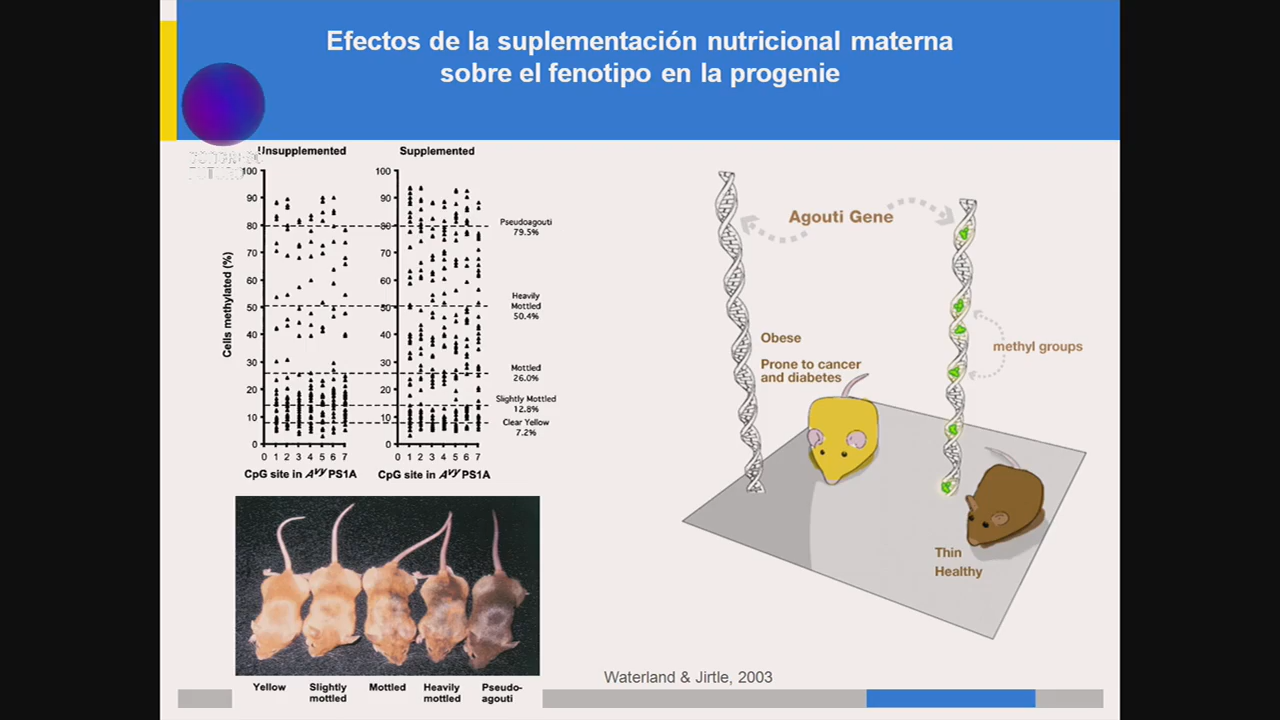 Efectos de la suplementación nutricional materna
sobre el fenotipo en la progenie
Unsupplemented
Supplemented
Cells methylated (%)
100
90
80
70
60
50
40
30
20
10
0
0 1 2 3 4 5 6 7
CpG site in Avy PS1A
100
90
80
70
60
50
40
30
20
10
0
0 1 2 3 4 5 6 7
CpG site in Avy PS1A
Pseudoagouti
79.5%
Heavily
Mottled
50.4%
Mottled
26.0%
Slightly Mottled
12.8%
Clear Yellow
7.2%
Agouti Gene
Obese
Prone to cancer
and diabetes
methyl groups
Thin
Healthy
Yellow
Slightly
mottled
Mottled
Heavily
mottled
Pseudo-
agouti
Waterland & Jirtle, 2003